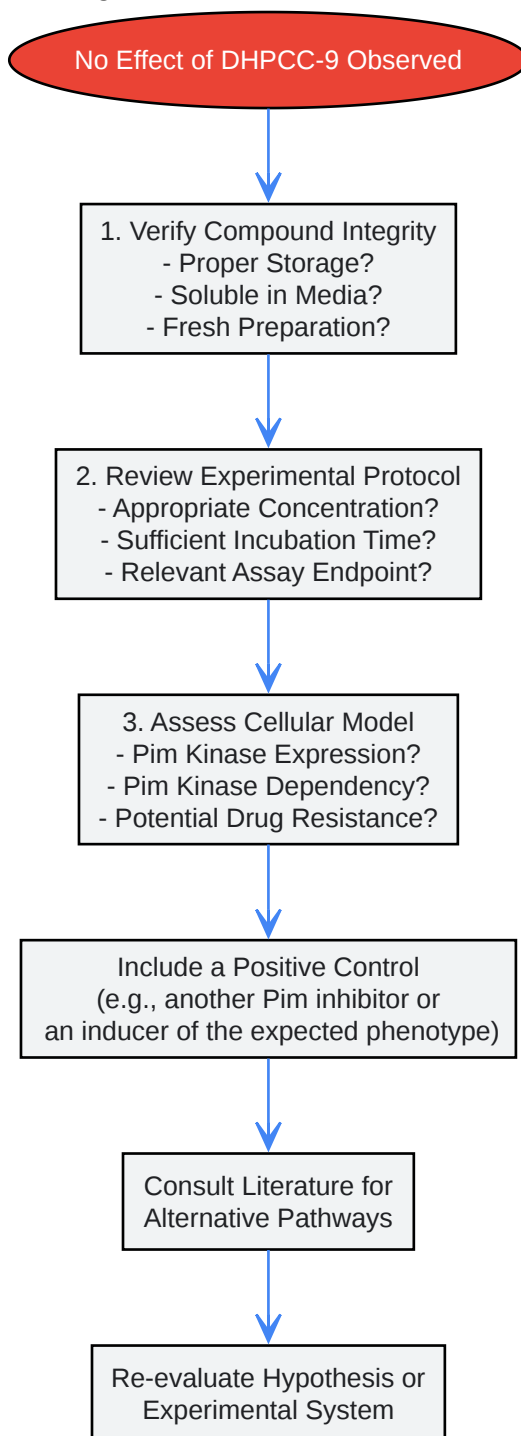 No Effect of DHPCC-9 Observed
1. Verify Compound Integrity
- Proper Storage?
- Soluble in Media?
- Fresh Preparation?
2. Review Experimental Protocol
- Appropriate Concentration?
- Sufficient Incubation Time?
- Relevant Assay Endpoint?
3. Assess Cellular Model
- Pim Kinase Expression?
- Pim Kinase Dependency?
- Potential Drug Resistance?
Include a Positive Control
(e.g., another Pim inhibitor or
an inducer of the expected phenotype)
Consult Literature for
Alternative Pathways
Re-evaluate Hypothesis or
Experimental System